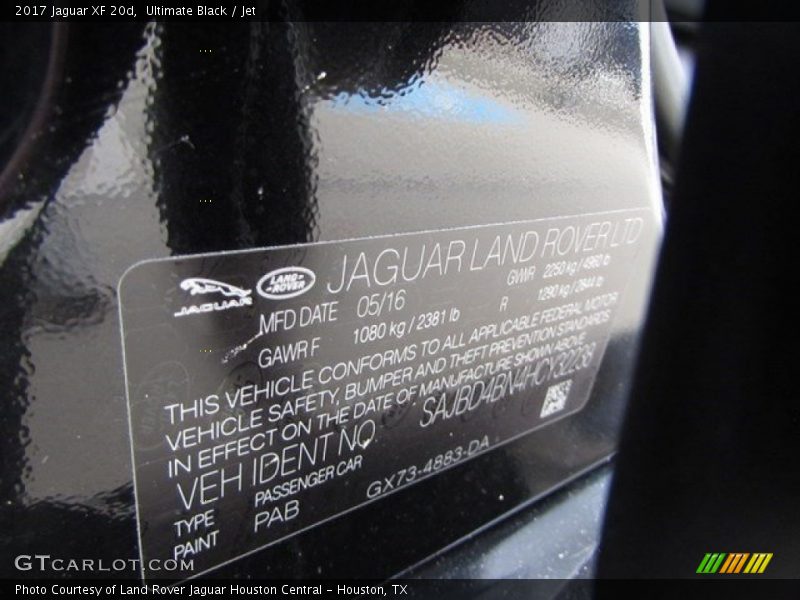 2017 Jaguar XF 20d,  Ultimate Black / Jet
JAGUAR
LAND ROVER
JAGUAR LAND ROVER LTD
MFD DATE 05/16 GWR 2250 kg / 4960 lb
GAWR F 1080 kg / 2381 lb R 1290 kg / 2844 lb
THIS VEHICLE CONFORMS TO ALL APPLICABLE FEDERAL MOTOR
VEHICLE SAFETY, BUMPER AND THEFT PREVENTION STANDARDS
IN EFFECT ON THE DATE OF MANUFACTURE SHOWN ABOVE
VEH IDENT NO SAJBD4BN4HCY32238
TYPE PASSENGER CAR
PAINT PAB GX73-4883-DA
GTCARLOT.COM
Photo Courtesy of Land Rover Jaguar Houston Central - Houston, TX